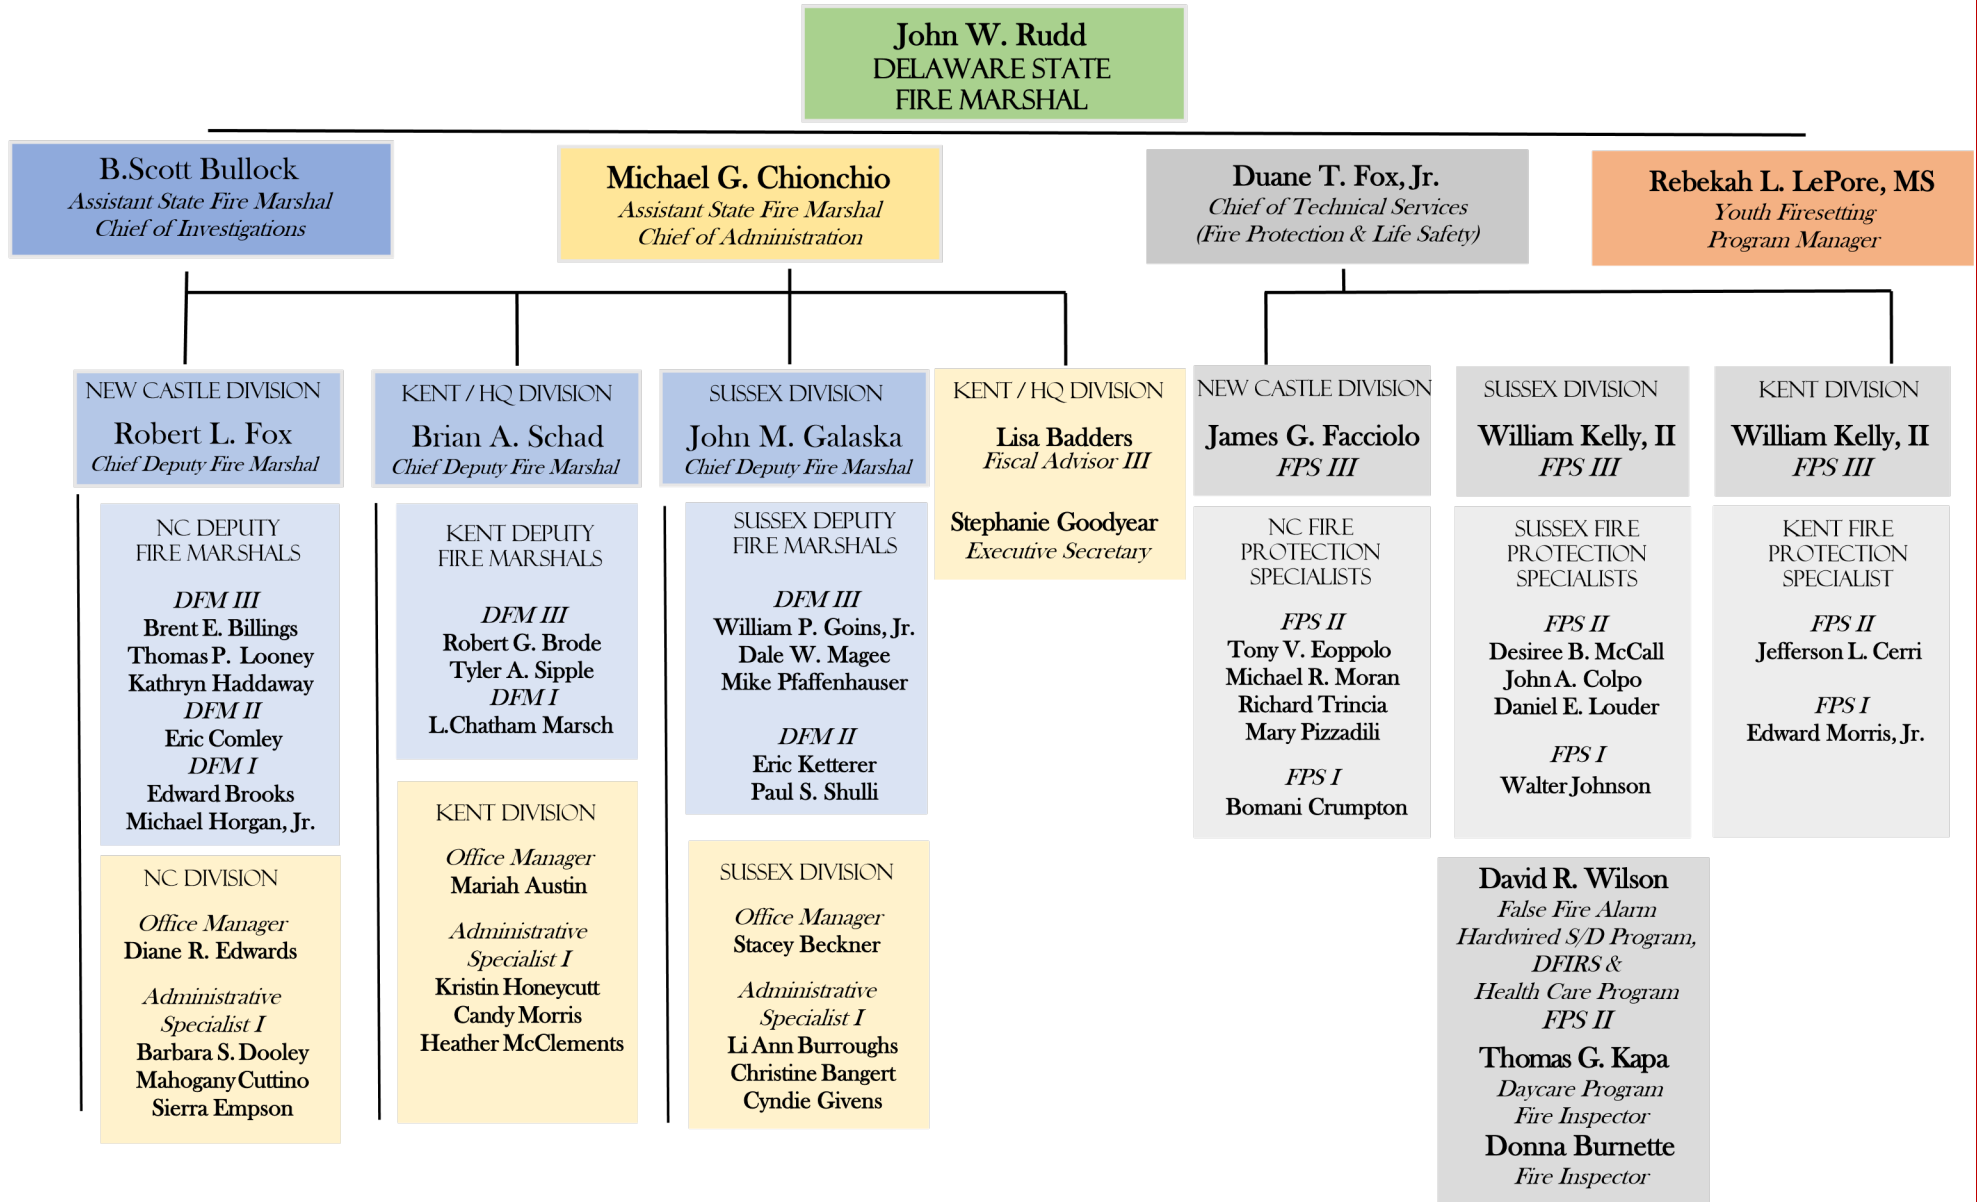 John W. Rudd
DELAWARE STATE
FIRE MARSHAL
B.Scott Bullock
Assistant State Fire Marshal
Chief of Investigations
Michael G. Chionchio
Assistant State Fire Marshal
Chief of Administration
Duane T. Fox, Jr.
Chief of Technical Services
(Fire Protection & Life Safety)
Rebekah L. LePore, MS
Youth Firesetting
Program Manager
NEW CASTLE DIVISION
Robert L. Fox
Chief Deputy Fire Marshal
NC DEPUTY
FIRE MARSHALS
DFM III
Brent E. Billings
Thomas P. Looney
Kathryn Haddaway
DFM II
Eric Comley
DFM I
Edward Brooks
Michael Horgan, Jr.
NC DIVISION
Office Manager
Diane R. Edwards
Administrative
Specialist I
Barbara S. Dooley
Mahogany Cuttino
Sierra Empson
KENT / HQ DIVISION
Brian A. Schad
Chief Deputy Fire Marshal
KENT DEPUTY
FIRE MARSHALS
DFM III
Robert G. Brode
Tyler A. Sipple
DFM I
L.Chatham Marsch
KENT DIVISION
Office Manager
Mariah Austin
Administrative
Specialist I
Kristin Honeycutt
Candy Morris
Heather McClements
SUSSEX DIVISION
John M. Galaska
Chief Deputy Fire Marshal
SUSSEX DEPUTY
FIRE MARSHALS
DFM III
William P. Goins, Jr.
Dale W. Magee
Mike Pfaffenhauser
DFM II
Eric Ketterer
Paul S. Shulli
SUSSEX DIVISION
Office Manager
Stacey Beckner
Administrative
Specialist I
Li Ann Burroughs
Christine Bangert
Cyndie Givens
KENT / HQ DIVISION
Lisa Badders
Fiscal Advisor III
Stephanie Goodyear
Executive Secretary
NEW CASTLE DIVISION
James G. Facciolo
FPS III
NC FIRE
PROTECTION
SPECIALISTS
FPS II
Tony V. Eoppolo
Michael R. Moran
Richard Trincia
Mary Pizzadili
FPS I
Bomani Crumpton
SUSSEX DIVISION
William Kelly, II
FPS III
SUSSEX FIRE
PROTECTION
SPECIALISTS
FPS II
Desiree B. McCall
John A. Colpo
Daniel E. Louder
FPS I
Walter Johnson
KENT DIVISION
William Kelly, II
FPS III
KENT FIRE
PROTECTION
SPECIALIST
FPS II
Jefferson L. Cerri
FPS I
Edward Morris, Jr.
David R. Wilson
False Fire Alarm
Hardwired S/D Program,
DFIRS &
Health Care Program
FPS II
Thomas G. Kapa
Daycare Program
Fire Inspector
Donna Burnette
Fire Inspector